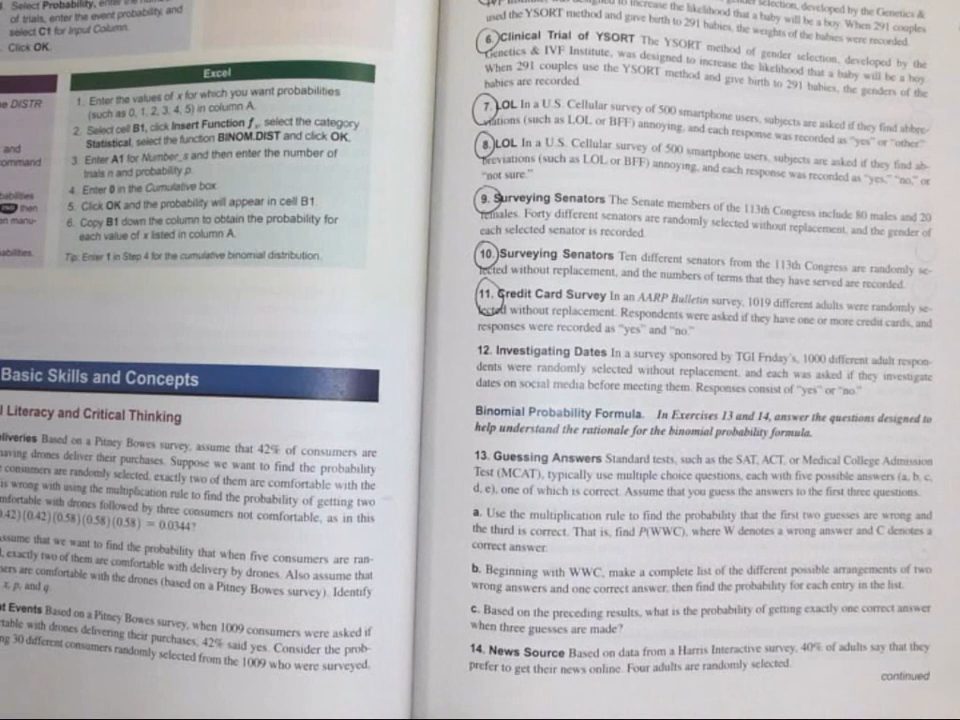 Select Probability, enter the
of trials, enter the event probability, and
select C1 for Input Column.
Click OK.
e DISTR
and
ommand
babilities
then
on manu-
abilities.
Excel
1. Enter the values of x for which you want probabilities
(such as 0, 1, 2, 3, 4, 5) in column A.
2. Select cell B1, click Insert Function fx, select the category
Statistical, select the function BINOM.DIST and click OK.
3. Enter A1 for Number_s and then enter the number of
trials n and probability p.
4. Enter 0 in the Cumulative box.
5. Click OK and the probability will appear in cell B1.
6. Copy B1 down the column to obtain the probability for
each value of x listed in column A.
Tip: Enter 1 in Step 4 for the cumulative binomial distribution.
Basic Skills and Concepts
l Literacy and Critical Thinking
eliveries Based on a Pitney Bowes survey, assume that 42% of consumers are
having drones deliver their purchases. Suppose we want to find the probability
consumers are randomly selected, exactly two of them are comfortable with the
is wrong with using the multiplication rule to find the probability of getting two
mfortable with drones followed by three consumers not comfortable, as in this
0.42)(0.42)(0.58)(0.58)(0.58) = 0.0344?
ssume that we want to find the probability that when five consumers are ran-
, exactly two of them are comfortable with delivery by drones. Also assume that
ers are comfortable with the drones (based on a Pitney Bowes survey). Identify
x, p, and q.
t Events Based on a Pitney Bowes survey, when 1009 consumers were asked if
rtable with drones delivering their purchases, 42% said yes. Consider the prob-
ng 30 different consumers randomly selected from the 1009 who were surveyed.
to increase the likelihood that a baby will be a boy. When 291 couples
used the YSORT method and gave birth to 291 babies, the weights of the babies were recorded.
6. Clinical Trial of YSORT The YSORT method of gender selection, developed by the
Genetics & IVF Institute, was designed to increase the likelihood that a baby will be a boy.
When 291 couples use the YSORT method and give birth to 291 babies, the genders of the
babies are recorded.
7. LOL In a U.S. Cellular survey of 500 smartphone users, subjects are asked if they find abbre-
viations (such as LOL or BFF) annoying, and each response was recorded as "yes" or "other."
8. LOL In a U.S. Cellular survey of 500 smartphone users, subjects are asked if they find ab-
breviations (such as LOL or BFF) annoying, and each response was recorded as "yes," "no," or
"not sure."
9. Surveying Senators The Senate members of the 113th Congress include 80 males and 20
females. Forty different senators are randomly selected without replacement, and the gender of
each selected senator is recorded.
10. Surveying Senators Ten different senators from the 113th Congress are randomly se-
lected without replacement, and the numbers of terms that they have served are recorded.
11. Credit Card Survey In an AARP Bulletin survey, 1019 different adults were randomly se-
lected without replacement. Respondents were asked if they have one or more credit cards, and
responses were recorded as "yes" and "no."
12. Investigating Dates In a survey sponsored by TGI Friday's, 1000 different adult respon-
dents were randomly selected without replacement, and each was asked if they investigate
dates on social media before meeting them. Responses consist of "yes" or "no."
Binomial Probability Formula. In Exercises 13 and 14, answer the questions designed to
help understand the rationale for the binomial probability formula.
13. Guessing Answers Standard tests, such as the SAT, ACT, or Medical College Admission
Test (MCAT), typically use multiple choice questions, each with five possible answers (a, b, c,
d, e), one of which is correct. Assume that you guess the answers to the first three questions.
a. Use the multiplication rule to find the probability that the first two guesses are wrong and
the third is correct. That is, find P(WWC), where W denotes a wrong answer and C denotes a
correct answer.
b. Beginning with WWC, make a complete list of the different possible arrangements of two
wrong answers and one correct answer, then find the probability for each entry in the list.
c. Based on the preceding results, what is the probability of getting exactly one correct answer
when three guesses are made?
14. News Source Based on data from a Harris Interactive survey, 40% of adults say that they
prefer to get their news online. Four adults are randomly selected.
continued